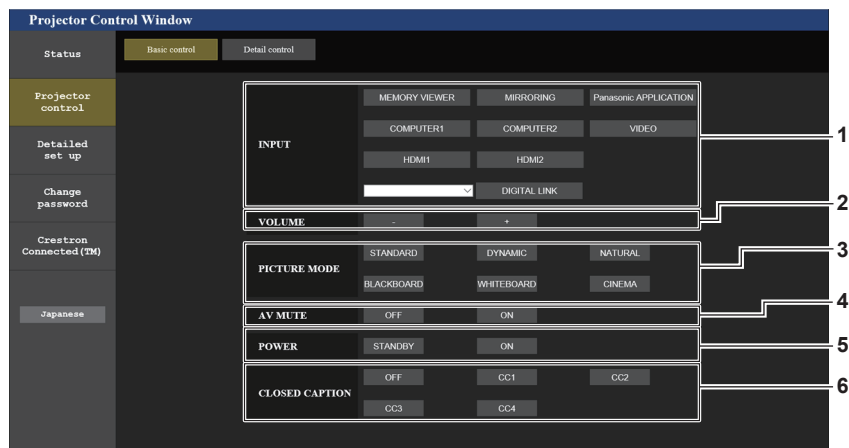 Projector Control Window
Status
Basic control
Detail control
Projector
control
Detailed
set up
Change
password
Crestron
Connected(TM)
Japanese
INPUT
MEMORY VIEWER
MIRRORING
Panasonic APPLICATION
COMPUTER1
COMPUTER2
VIDEO
HDMI1
HDMI2
DIGITAL LINK
1
VOLUME
-
+
2
PICTURE MODE
STANDARD
DYNAMIC
NATURAL
BLACKBOARD
WHITEBOARD
CINEMA
3
AV MUTE
OFF
ON
4
POWER
STANDBY
ON
5
CLOSED CAPTION
OFF
CC1
CC2
CC3
CC4
6